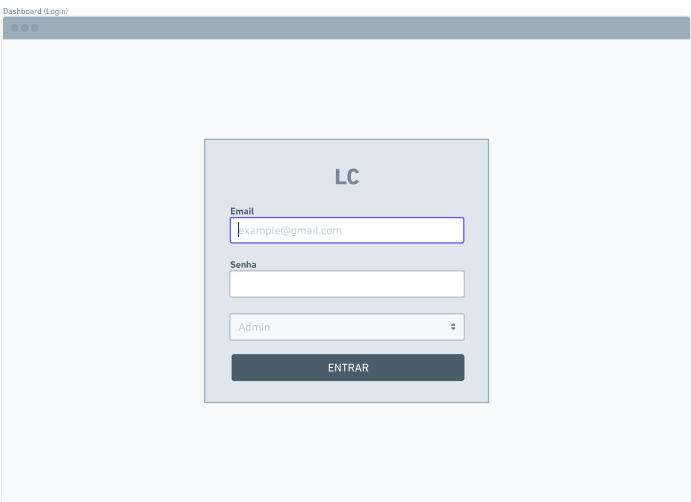 Dashboard (Login)
LC
Email
example@gmail.com
Senha
Admin
ENTRAR